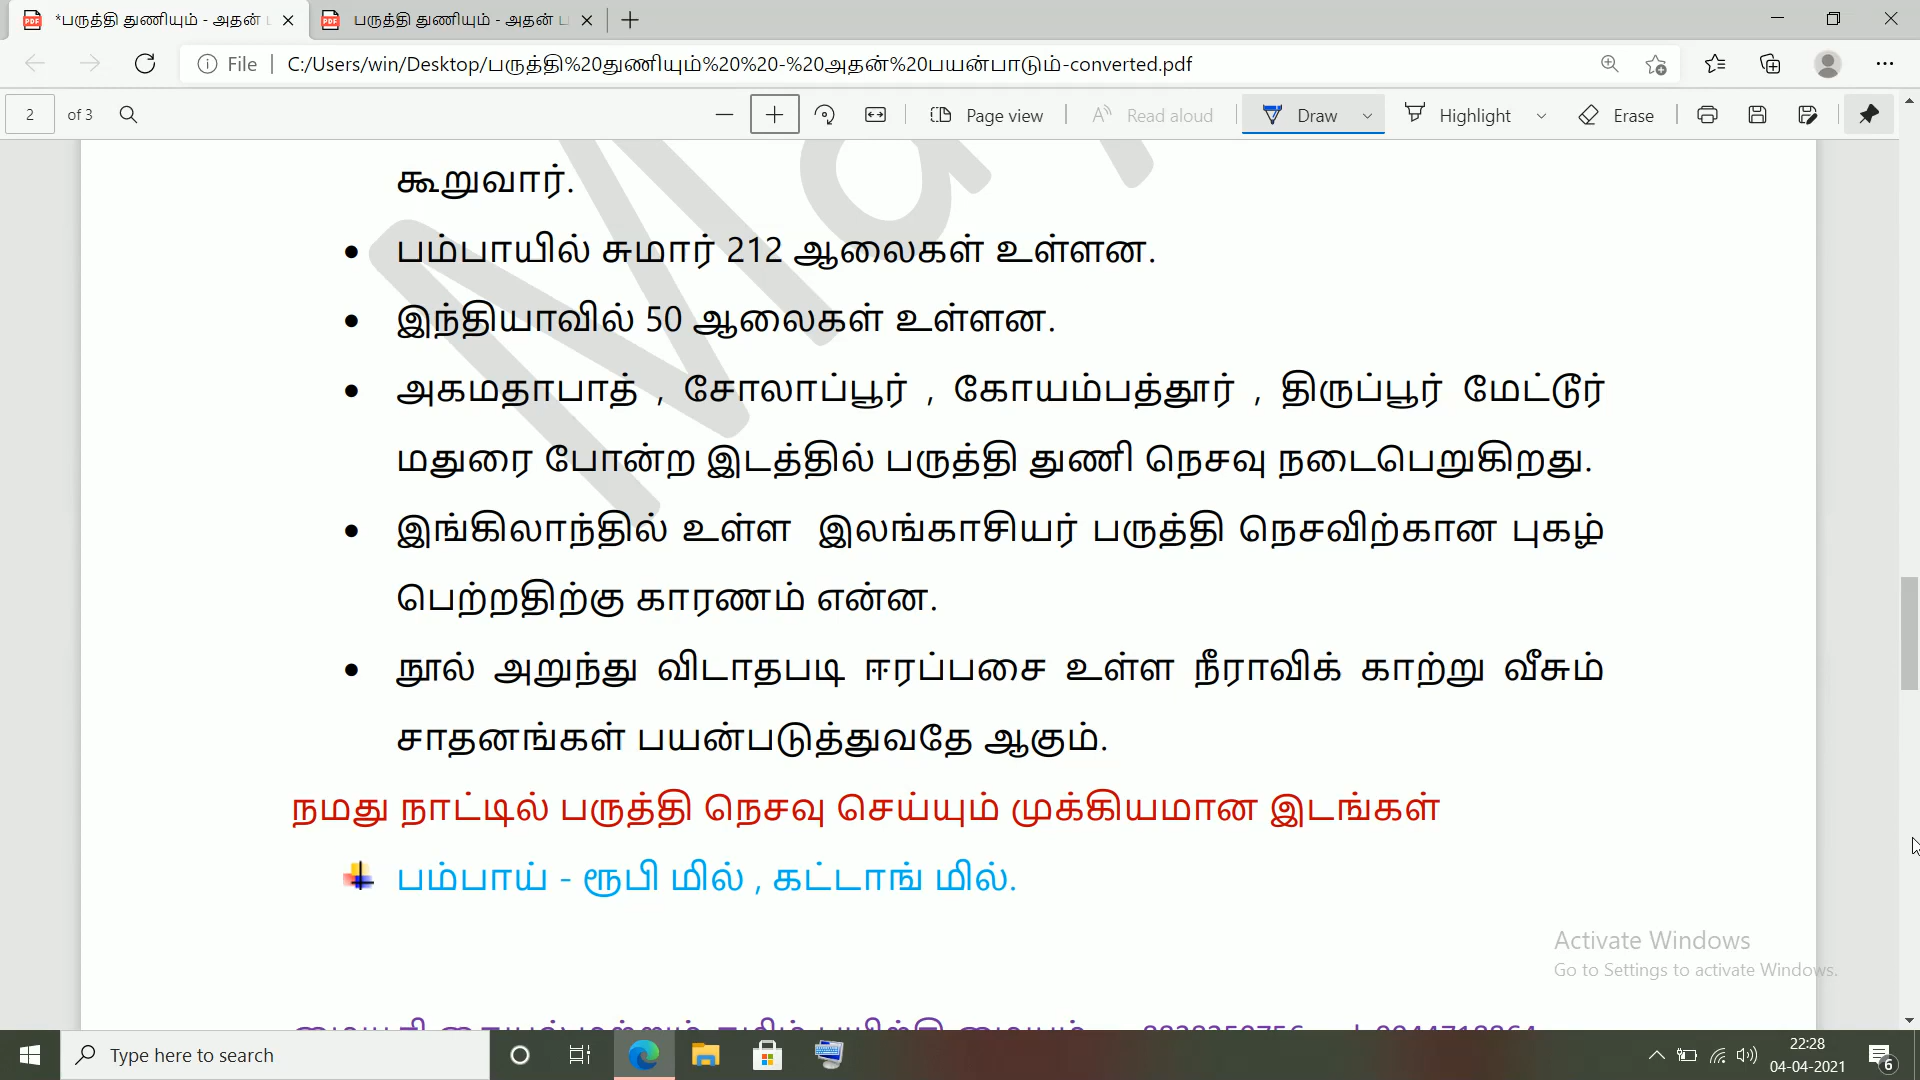 *பருத்தி துணியும் - அதன்
பருத்தி துணியும் - அதன் ப
File
C:/Users/win/Desktop/பருத்தி%20துணியும்%20%20-%20அதன்%20பயன்பாடும்-converted.pdf
2 of 3
Page view
Read aloud
Draw
Highlight
Erase
கூறுவார்.
• பம்பாயில் சுமார் 212 ஆலைகள் உள்ளன.
• இந்தியாவில் 50 ஆலைகள் உள்ளன.
• அகமதாபாத் , சோலாப்பூர் , கோயம்பத்தூர் , திருப்பூர் மேட்டூர்
மதுரை போன்ற இடத்தில் பருத்தி துணி நெசவு நடைபெறுகிறது.
• இங்கிலாந்தில் உள்ள இலங்காசியர் பருத்தி நெசவிற்கான புகழ்
பெற்றதிற்கு காரணம் என்ன.
• நூல் அறுந்து விடாதபடி ஈரப்பசை உள்ள நீராவிக் காற்று வீசும்
சாதனங்கள் பயன்படுத்துவதே ஆகும்.
நமது நாட்டில் பருத்தி நெசவு செய்யும் முக்கியமான இடங்கள்
பம்பாய் - ரூபி மில் , கட்டாங் மில்.
Activate Windows
Go to Settings to activate Windows.
Type here to search
22:28
04-04-2021
6